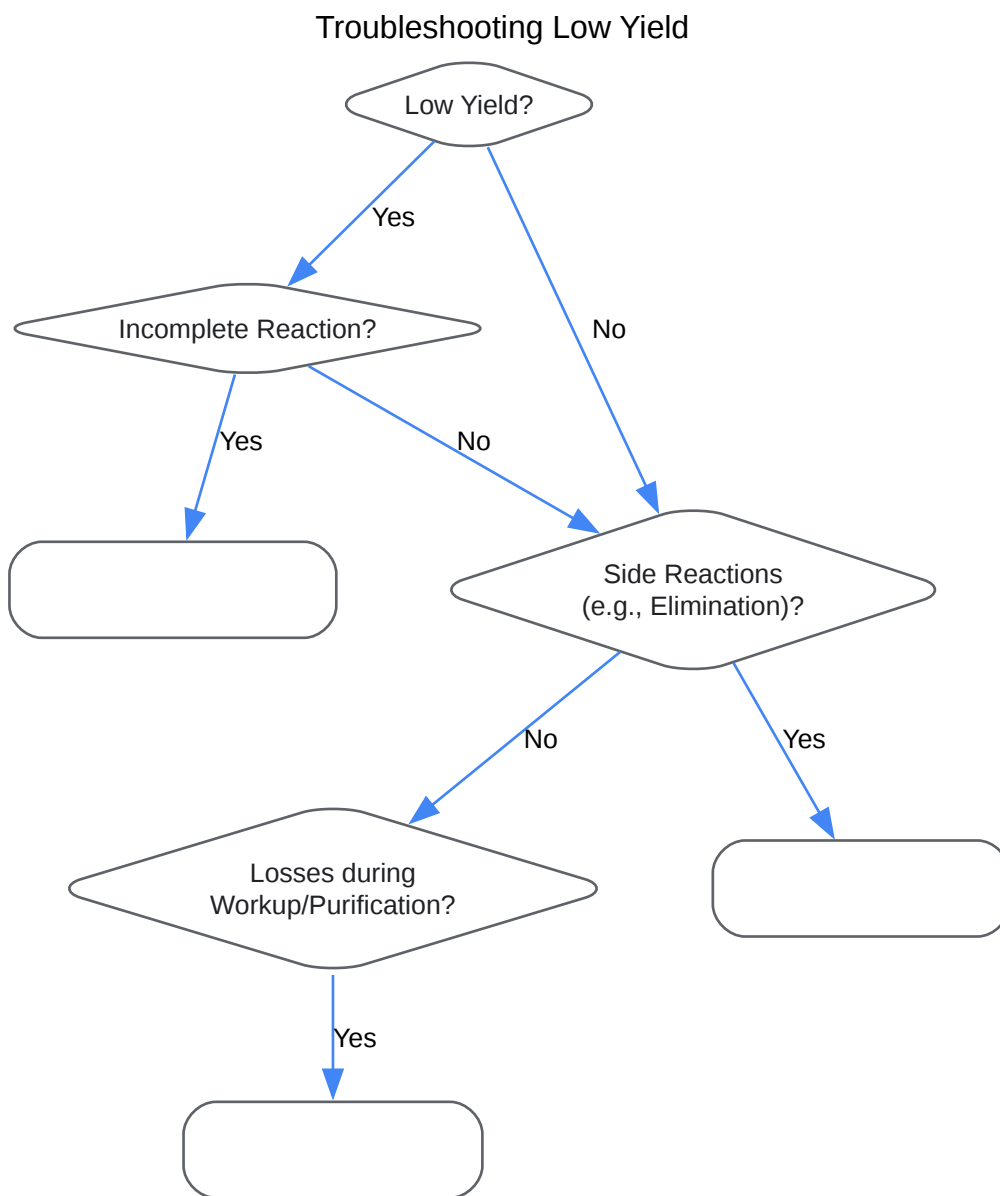 Troubleshooting Low Yield
Low Yield?
Yes
No
Incomplete Reaction?
Yes
No
Side Reactions
(e.g., Elimination)?
No
Yes
Losses during
Workup/Purification?
Yes